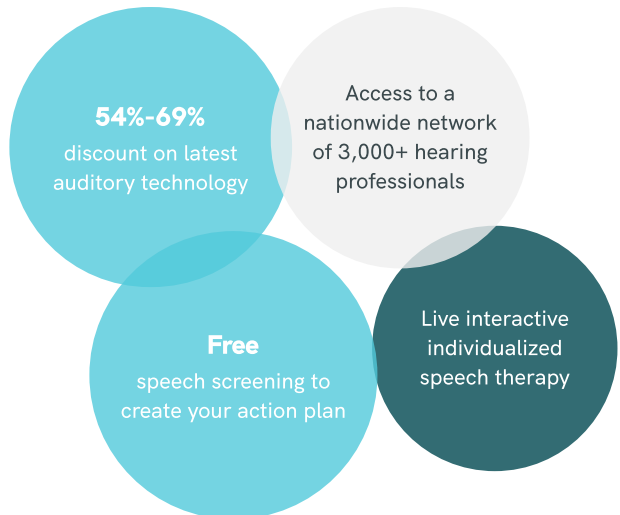 54%-69%
discount on latest
auditory technology
Access to a
nationwide network
of 3,000+ hearing
professionals
Free
speech screening to
create your action plan
Live interactive
individualized
speech therapy